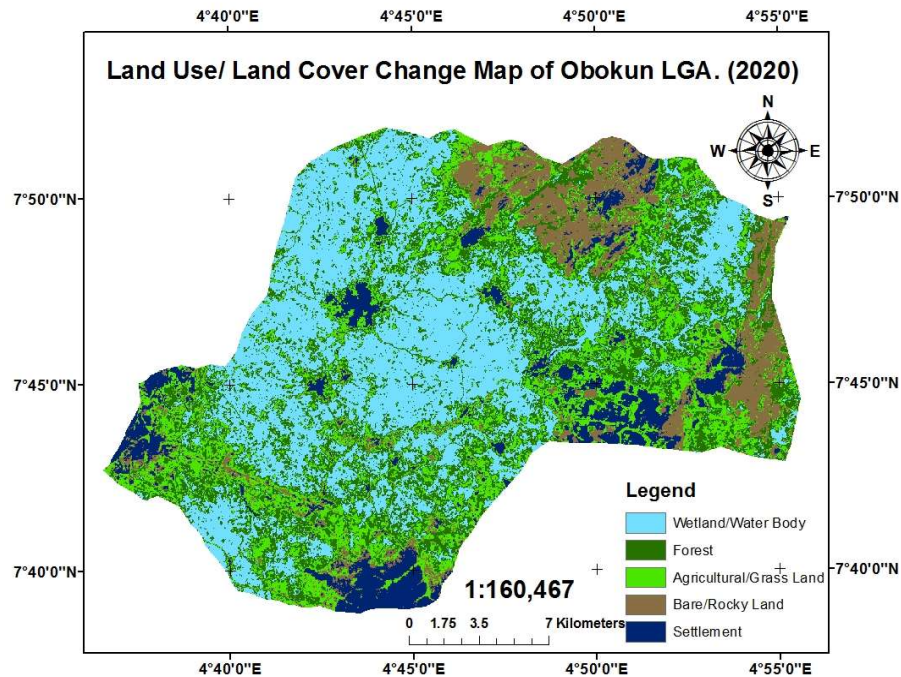 4°40'0"E 4°45'0"E 4°50'0"E 4°55'0"E
Land Use/ Land Cover Change Map of Obokun LGA. (2020)
N
W E
S
7°50'0"N 7°50'0"N
7°45'0"N 7°45'0"N
Legend
Wetland/Water Body
Forest
7°40'0"N 7°40'0"N
Agricultural/Grass Land
1:160,467
Bare/Rocky Land
0 1.75 3.5 7 Kilometers
Settlement
4°40'0"E 4°45'0"E 4°50'0"E 4°55'0"E